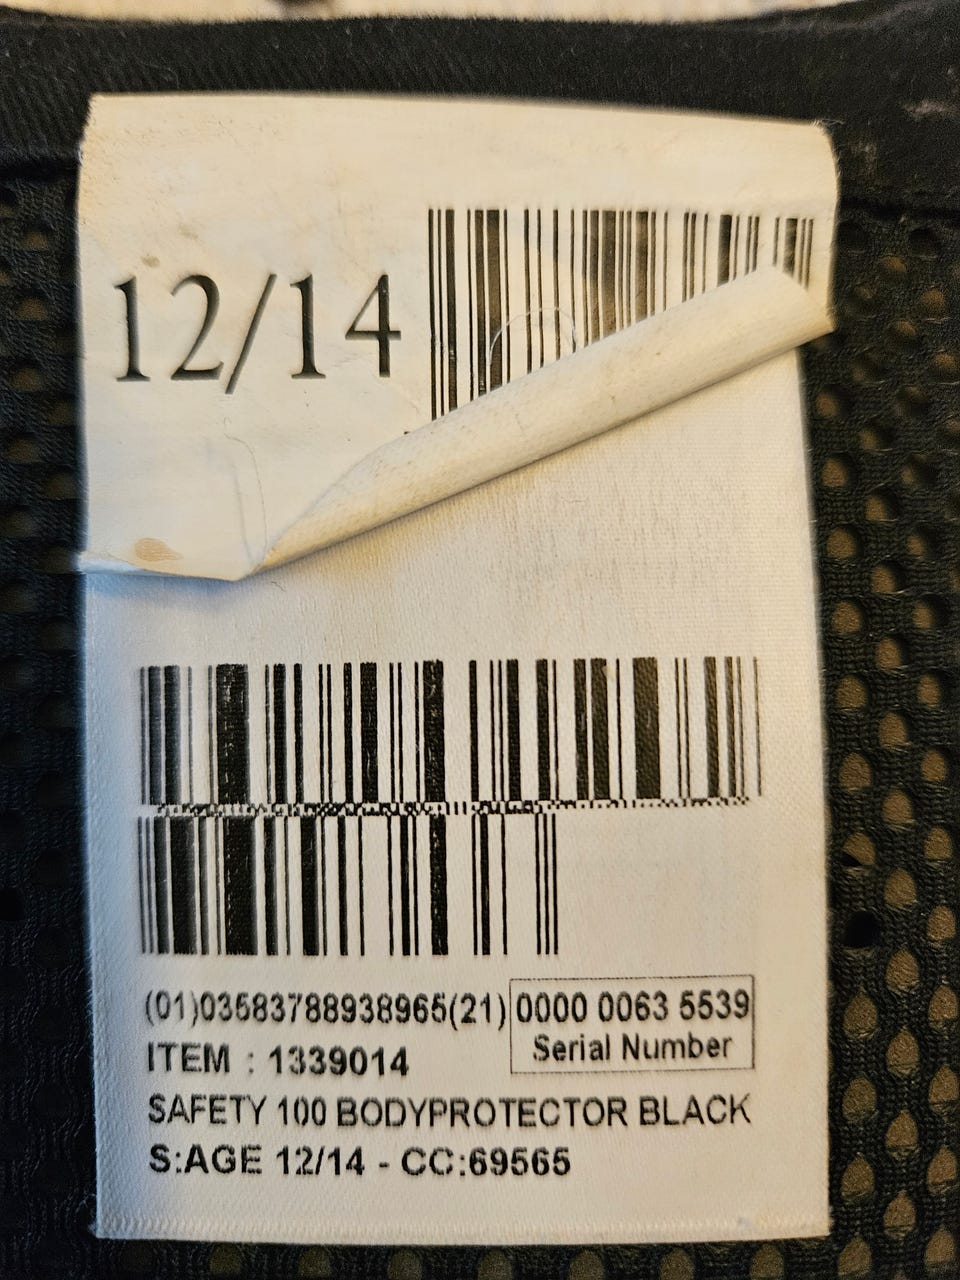 12/14
(01)03583788938965(21) 0000 0063 5539
Serial Number
ITEM : 1339014
SAFETY 100 BODYPROTECTOR BLACK
S:AGE 12/14 - CC:69565